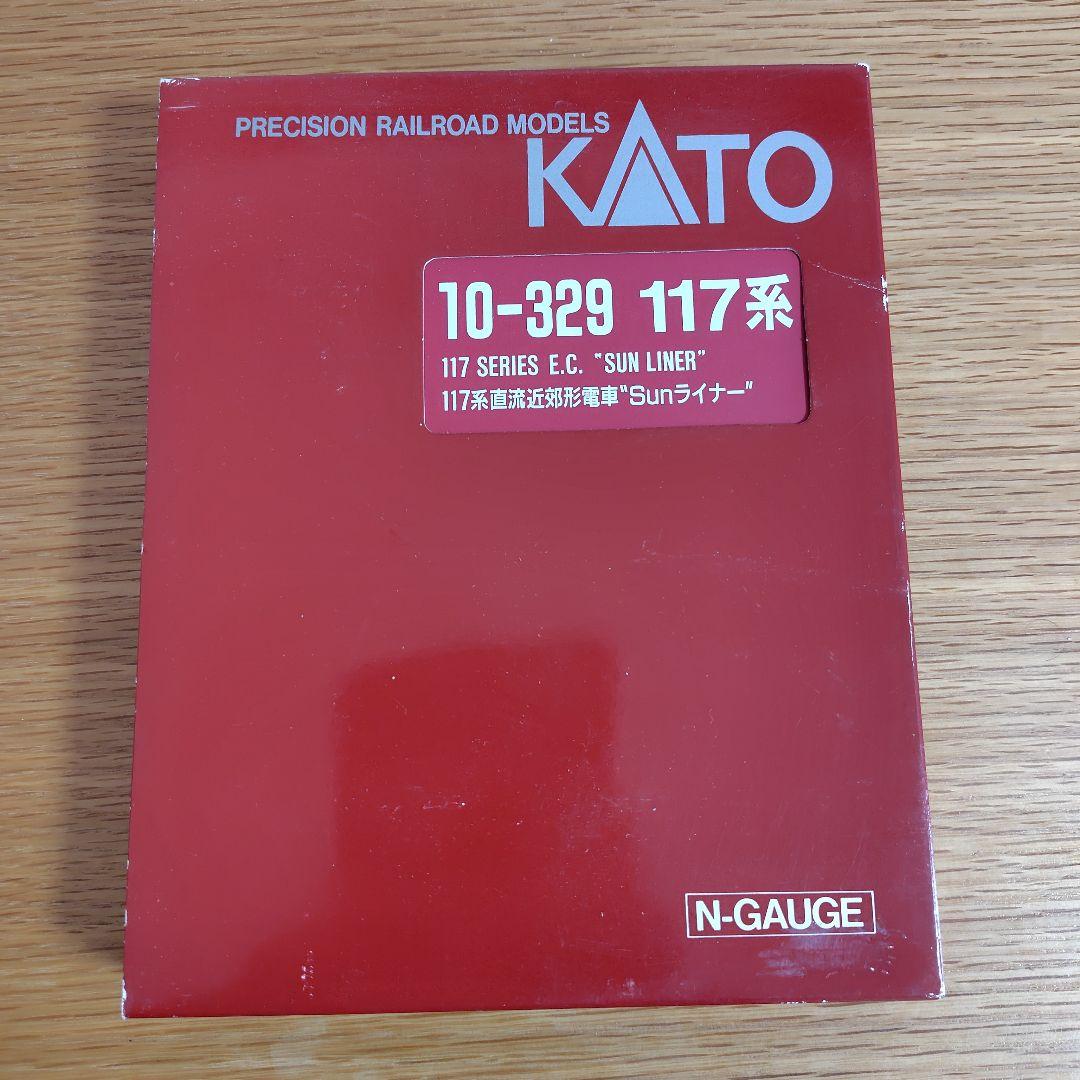 PRECISION RAILROAD MODELS
KATO
10-329 117系
117 SERIES E.C. "SUN LINER"
117系直流近郊形電車"Sunライナー"
N-GAUGE